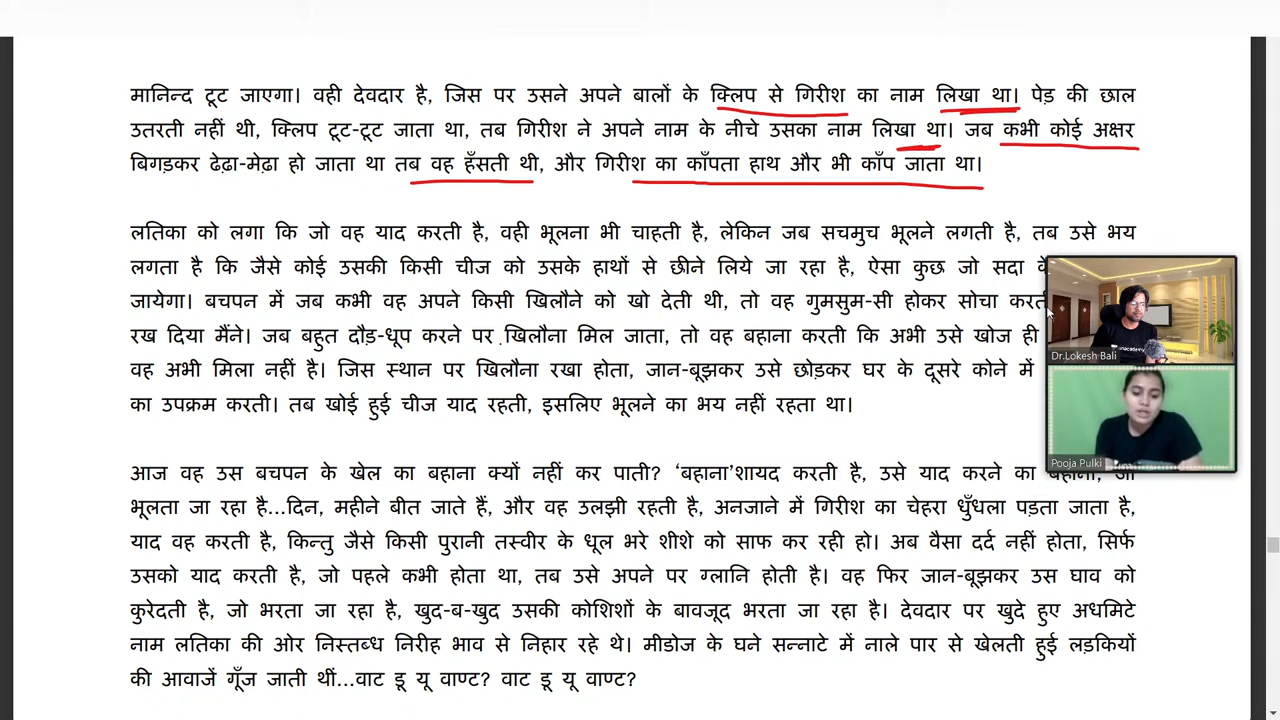 मानिन्द टूट जाएगा। वही देवदार है, जिस पर उसने अपने बालों के क्लिप से गिरीश का नाम लिखा था। पेड़ की छाल
उतरती नहीं थी, क्लिप टूट-टूट जाता था, तब गिरीश ने अपने नाम के नीचे उसका नाम लिखा था। जब कभी कोई अक्षर
बिगड़कर ढेढ़ा-मेढ़ा हो जाता था तब वह हँसती थी, और गिरीश का काँपता हाथ और भी काँप जाता था।
लतिका को लगा कि जो वह याद करती है, वही भूलना भी चाहती है, लेकिन जब सचमुच भूलने लगती है, तब उसे भय
लगता है कि जैसे कोई उसकी किसी चीज को उसके हाथों से छीने लिये जा रहा है, ऐसा कुछ जो सदा
जायेगा। बचपन में जब कभी वह अपने किसी खिलौने को खो देती थी, तो वह गुमसुम-सी होकर सोचा करती
रख दिया मैंने। जब बहुत दौड़-धूप करने पर खिलौना मिल जाता, तो वह बहाना करती कि अभी उसे खोज ही
वह अभी मिला नहीं है। जिस स्थान पर खिलौना रखा होता, जान-बूझकर उसे छोड़कर घर के दूसरे कोने में
का उपक्रम करती। तब खोई हुई चीज याद रहती, इसलिए भूलने का भय नहीं रहता था।
Dr.Lokesh Bali
Pooja Pulki
आज वह उस बचपन के खेल का बहाना क्यों नहीं कर पाती? ‘बहाना’शायद करती है, उसे याद करने का बहाना, जो
भूलता जा रहा है...दिन, महीने बीत जाते हैं, और वह उलझी रहती है, अनजाने में गिरीश का चेहरा धुँधला पड़ता जाता है,
याद वह करती है, किन्तु जैसे किसी पुरानी तस्वीर के धूल भरे शीशे को साफ कर रही हो। अब वैसा दर्द नहीं होता, सिर्फ
उसको याद करती है, जो पहले कभी होता था, तब उसे अपने पर ग्लानि होती है। वह फिर जान-बूझकर उस घाव को
कुरेदती है, जो भरता जा रहा है, खुद-ब-खुद उसकी कोशिशों के बावजूद भरता जा रहा है। देवदार पर खुदे हुए अधमिटे
नाम लतिका की ओर निस्तब्ध निरीह भाव से निहार रहे थे। मीडोज के घने सन्नाटे में नाले पार से खेलती हुई लड़कियों
की आवाजें गूँज जाती थीं...वाट डू यू वाण्ट? वाट डू यू वाण्ट?